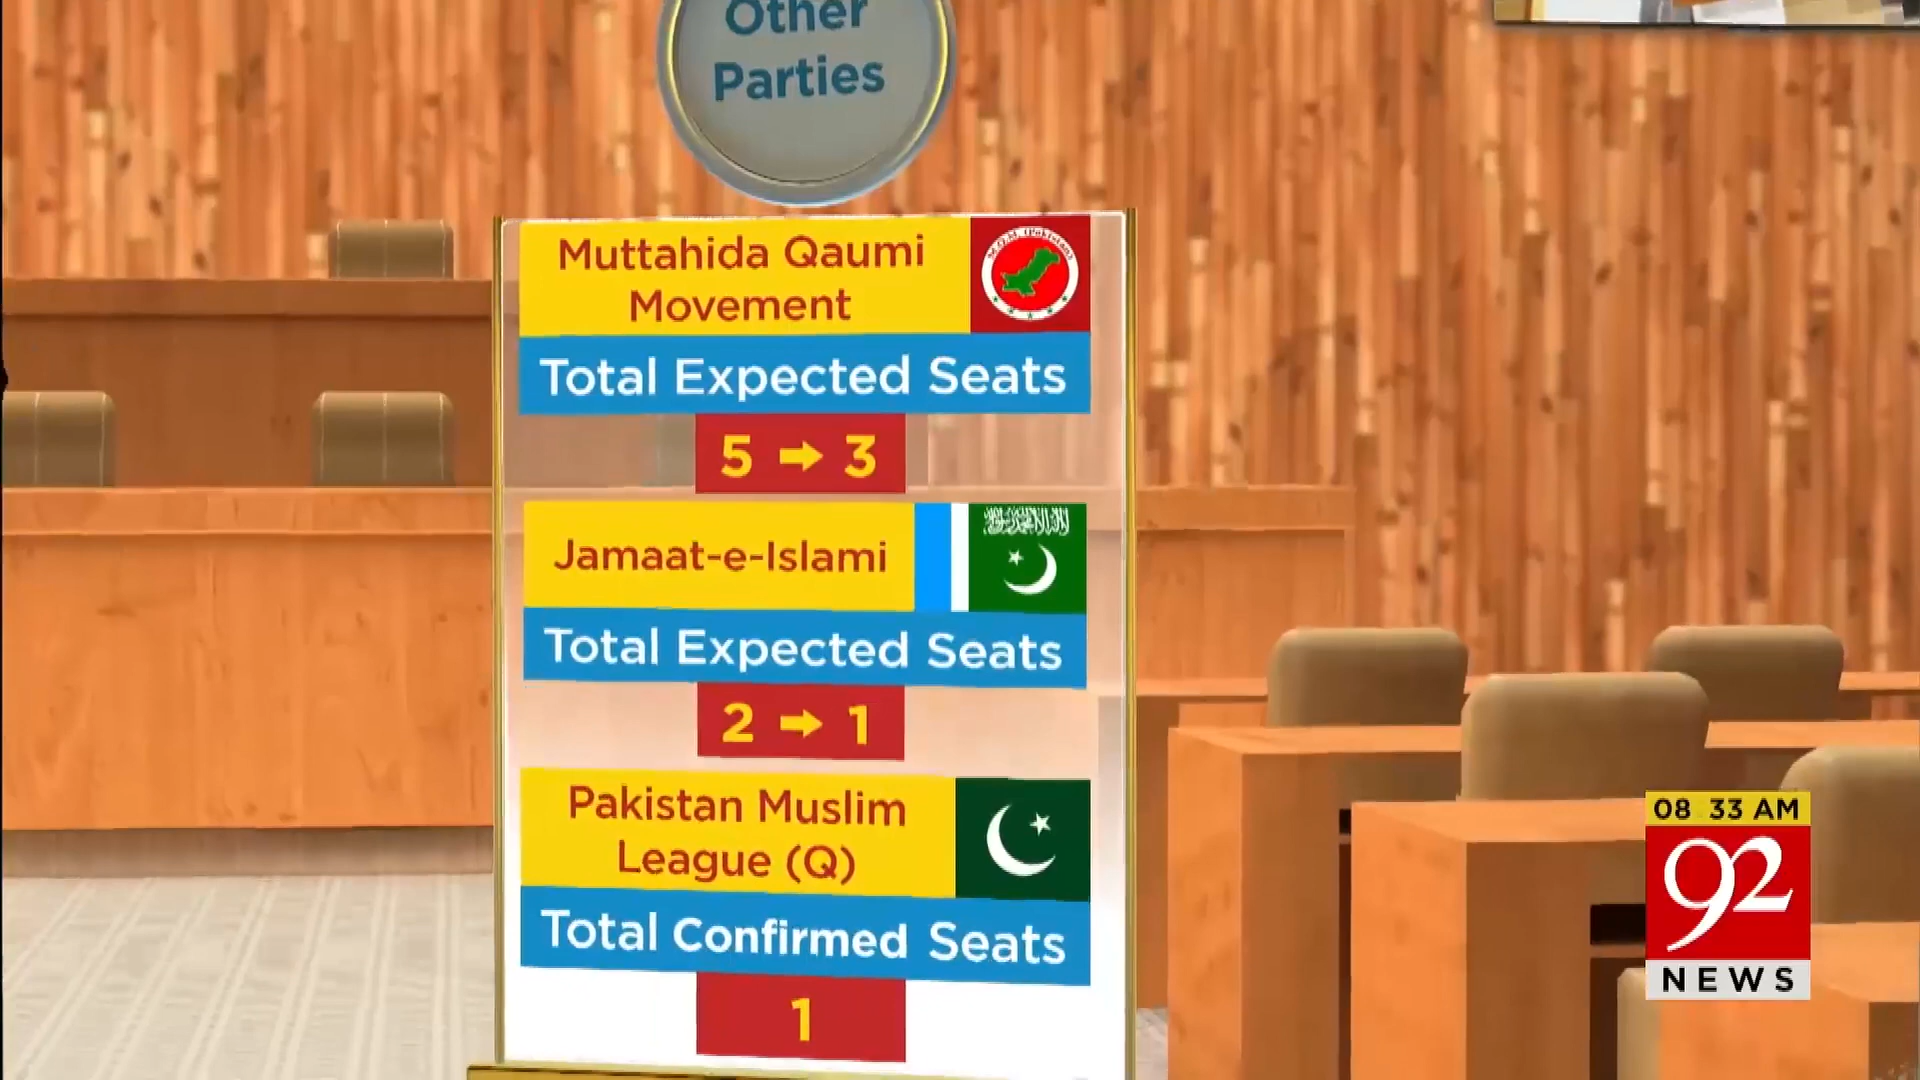 Other
Parties
Muttahida Qaumi
Movement
Total Expected Seats
5 → 3
Jamaat-e-Islami
Total Expected Seats
2 → 1
Pakistan Muslim
League (Q)
Total Confirmed Seats
1
08 33 AM
92
NEWS